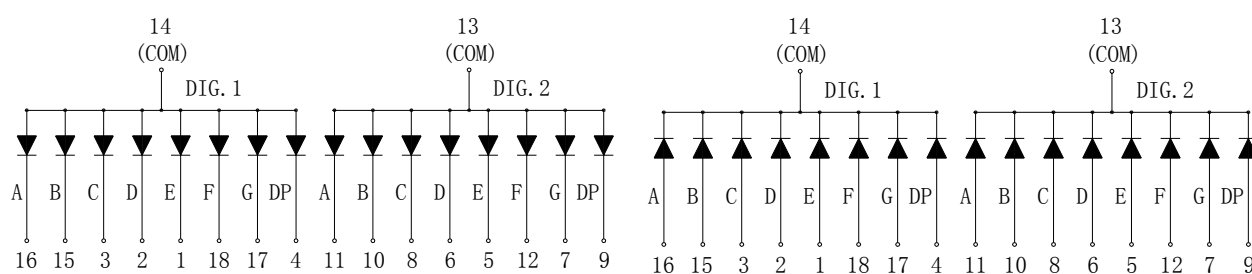 14 13 14 13
(COM) (COM) (COM) (COM)
DIG.1 DIG.2 DIG.1 DIG.2
A B C D E F G DP A B C D E F G DP A B C D E F G DP A B C D E F G DP
16 15 3 2 1 18 17 4 11 10 8 6 5 12 7 9 16 15 3 2 1 18 17 4 11 10 8 6 5 12 7 9